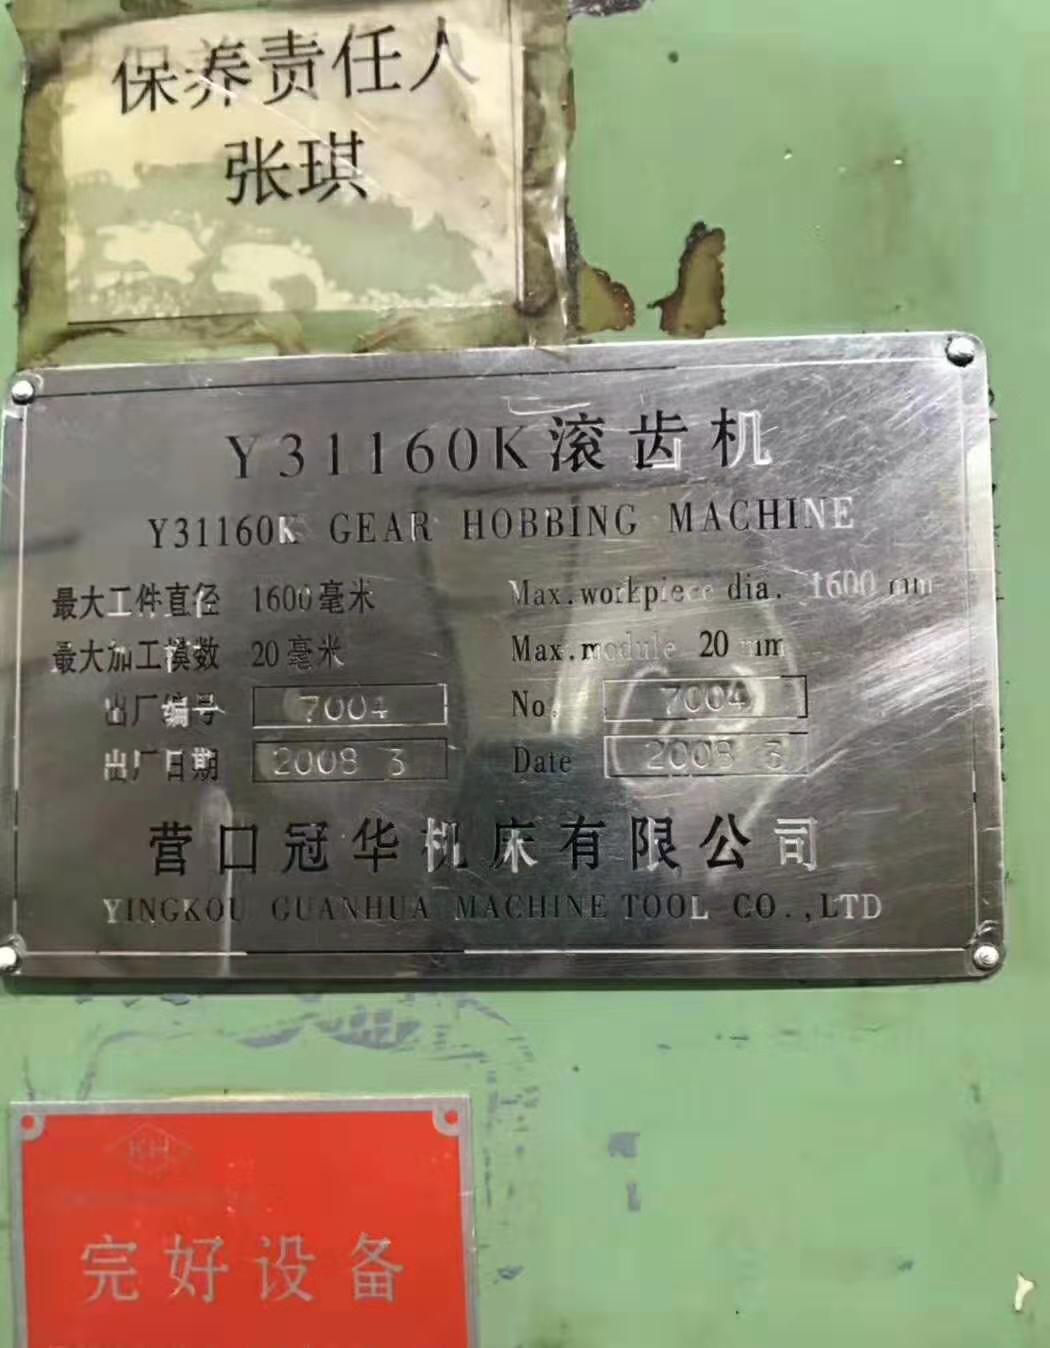 保养责任人
张琪
Y31160K滚齿机
Y31160K GEAR HOBBING MACHINE
最大工件直径 1600毫米 Max.workpiece dia. 1600 mm
最大加工模数 20毫米 Max.module 20 mm
出厂编号 7004 No. 7004
出厂日期 2008 3 Date 2008 3
营口冠华机床有限公司
YINGKOU GUANHUA MACHINE TOOL CO.,LTD
KH
完好设备